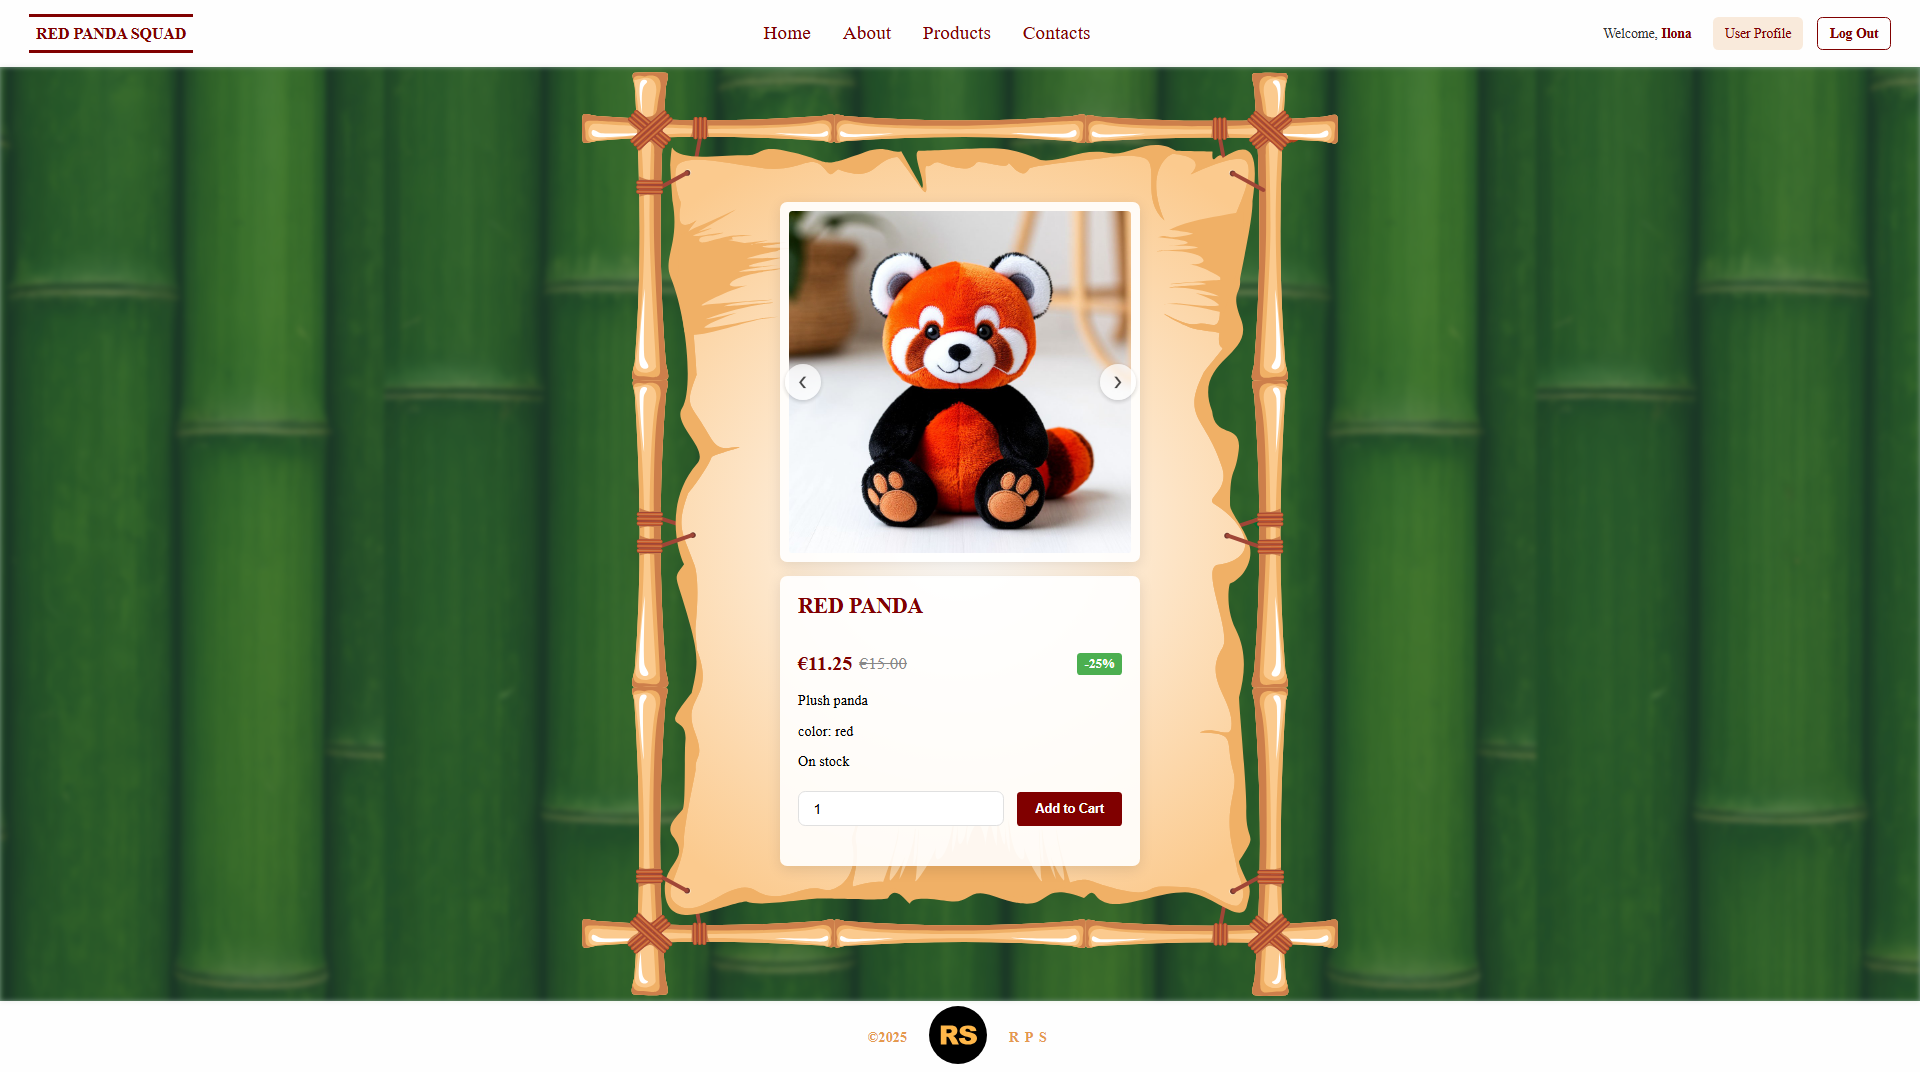 RED PANDA SQUAD
Home About Products Contacts
Welcome, Ilona
User Profile
Log Out
RED PANDA
€11.25 €15.00 -25%
Plush panda
color: red
On stock
1
Add to Cart
©2025 RS R P S